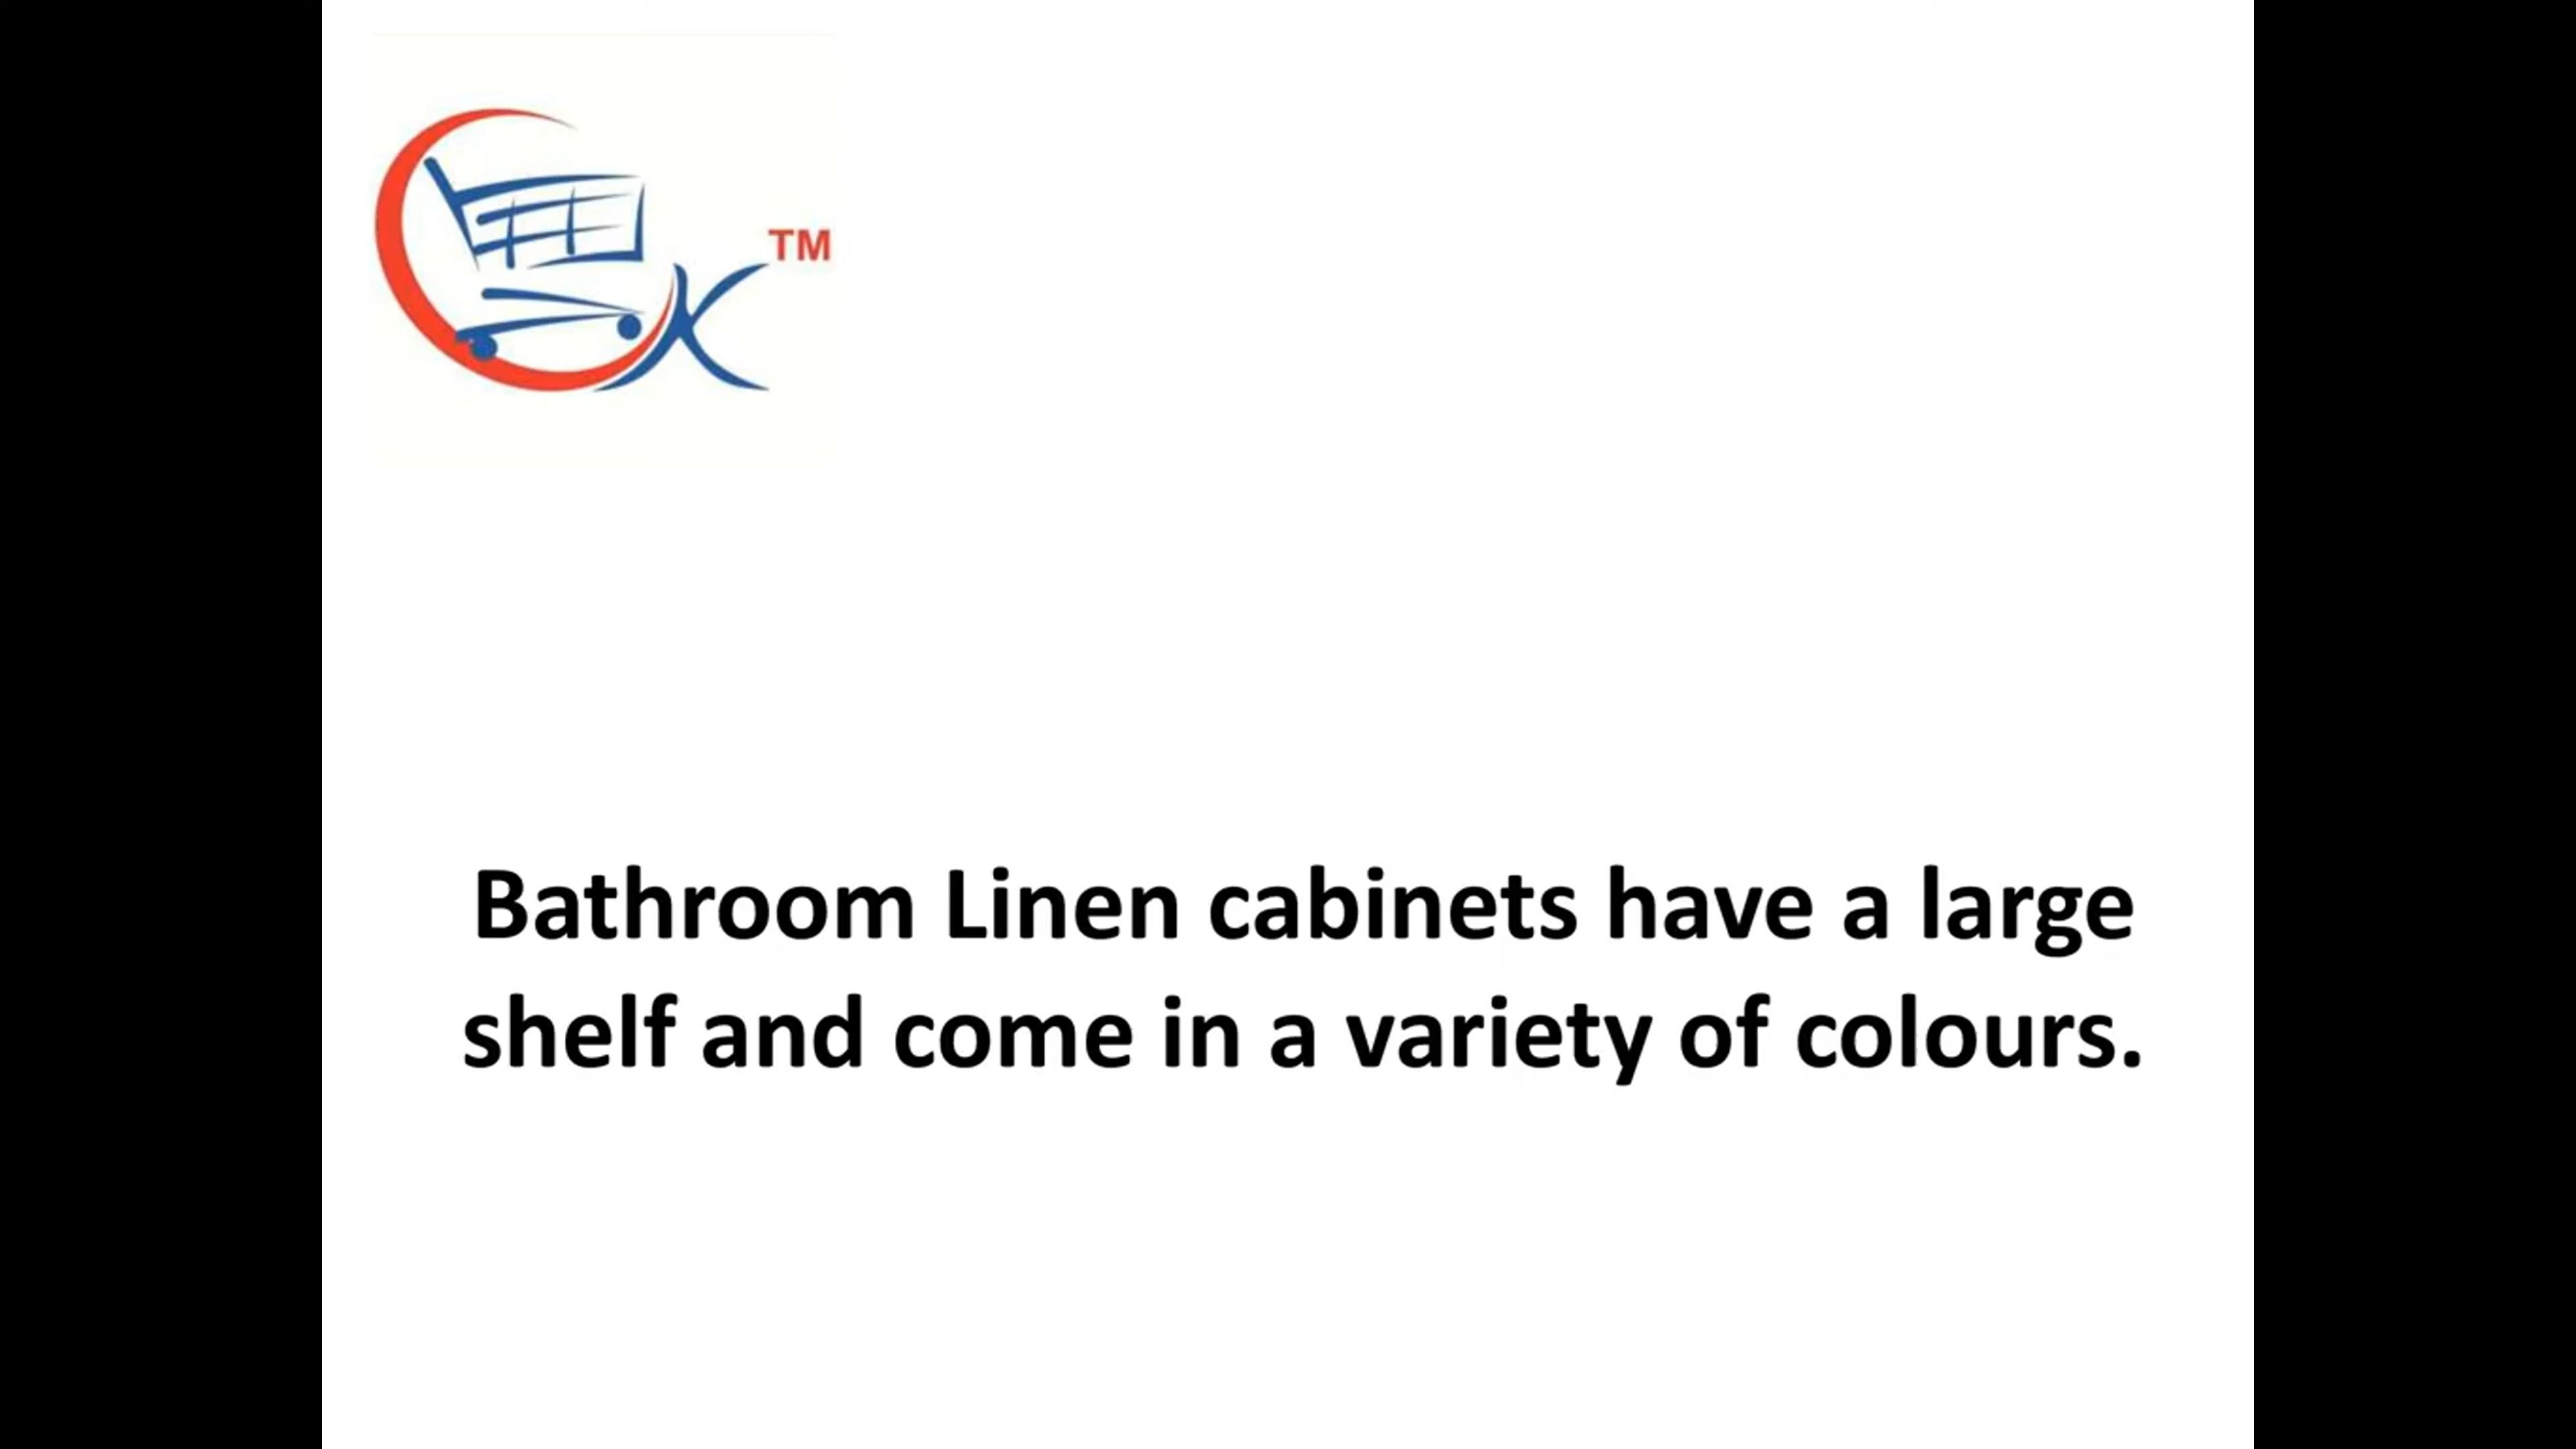 TM
Bathroom Linen cabinets have a large
shelf and come in a variety of colours.